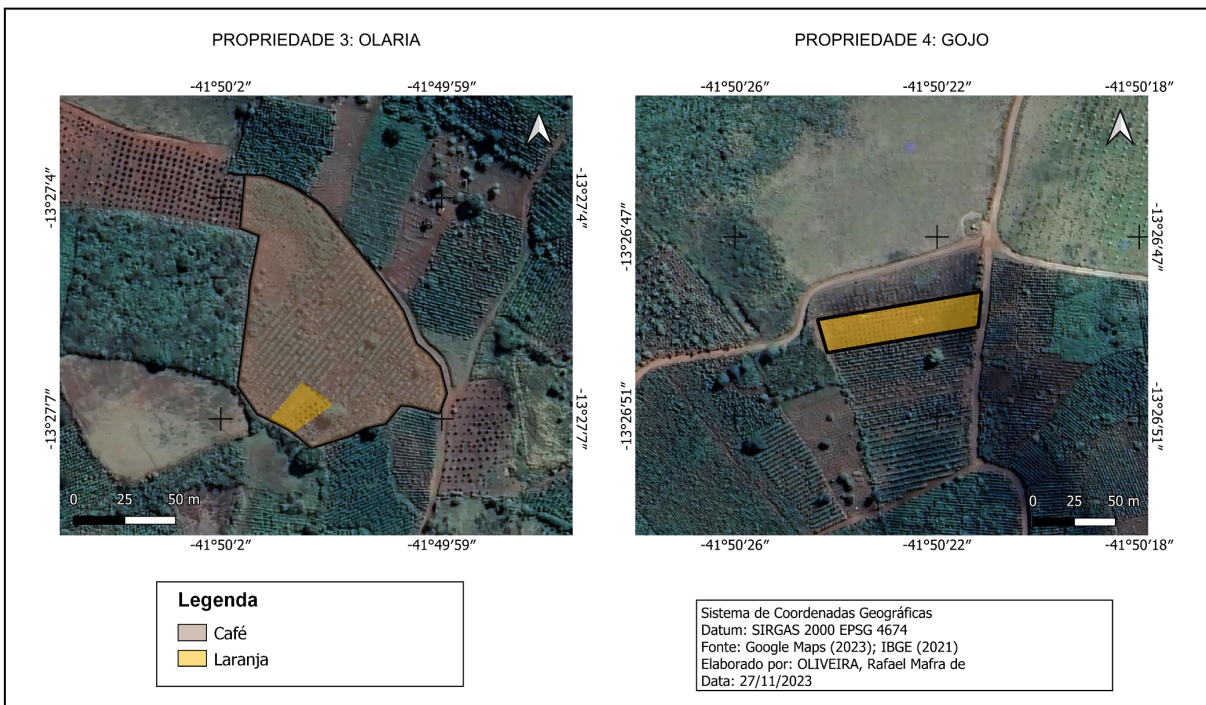 PROPRIEDADE 3: OLARIA
-41°50′2″ -41°49′59″
-13°27′4″ -13°27′4″
-13°27′7″ -13°27′7″
0 25 50 m
-41°50′2″ -41°49′59″
PROPRIEDADE 4: GOJO
-41°50′26″ -41°50′22″ -41°50′18″
-13°26′47″ -13°26′47″
-13°26′51″ -13°26′51″
0 25 50 m
-41°50′26″ -41°50′22″ -41°50′18″
Legenda
Café
Laranja
Sistema de Coordenadas Geográficas
Datum: SIRGAS 2000 EPSG 4674
Fonte: Google Maps (2023); IBGE (2021)
Elaborado por: OLIVEIRA, Rafael Mafra de
Data: 27/11/2023